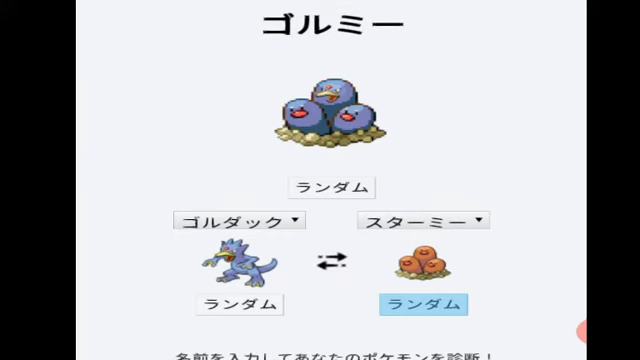 ゴルミー
ランダム
ゴルダック
スターミー
ランダム
ランダム
名前を入力してあなたのポケモンを診断！